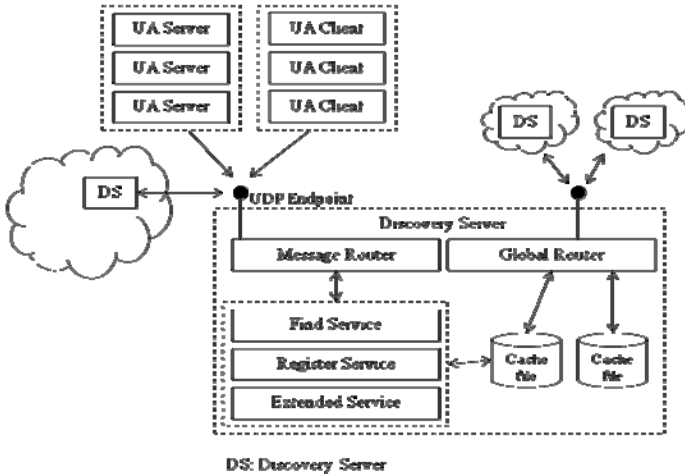 UA Server
UA Server
UA Server
UA Client
UA Client
UA Client
DS
DS
DS
UDP Endpoint
Discovery Server
Message Router
Global Router
Find Service
Register Service
Extended Service
Cache
file
Cache
file
DS: Discovery Server